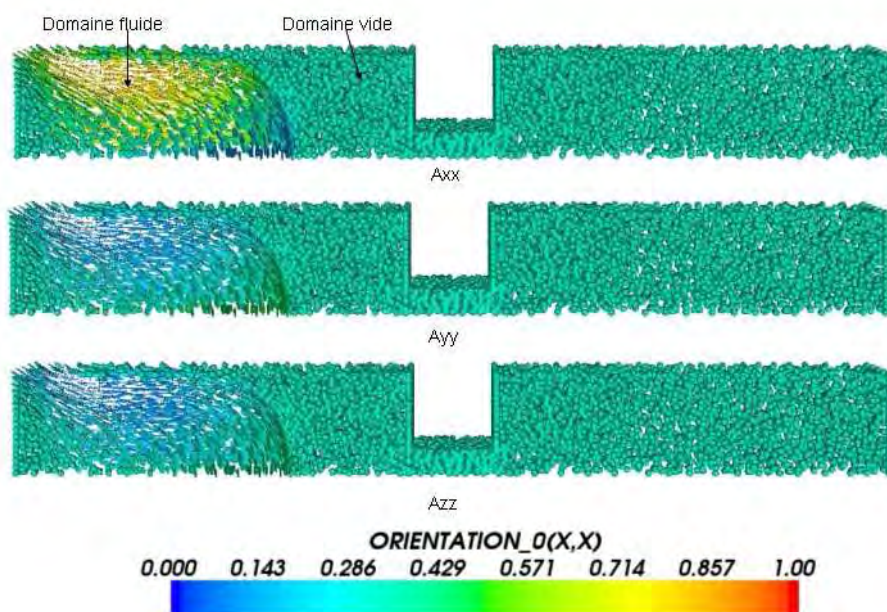 Domaine fluide
Domaine vide
Axx
Ayy
Azz
ORIENTATION_0(X,X)
0.000 0.143 0.286 0.429 0.571 0.714 0.857 1.00